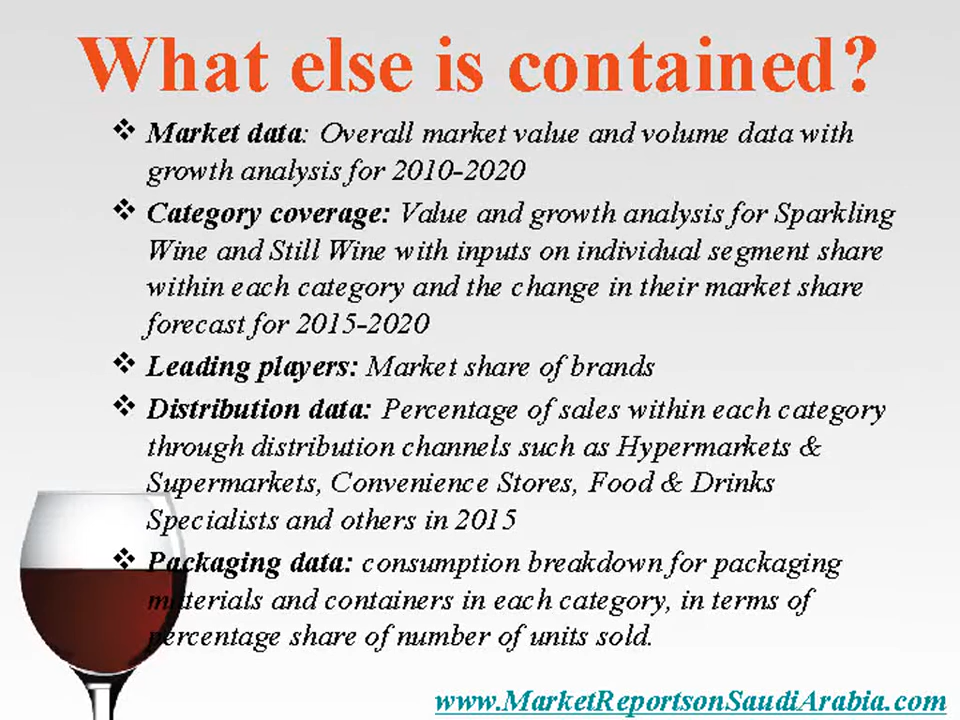 What else is contained?
❖ Market data: Overall market value and volume data with
growth analysis for 2010-2020
❖ Category coverage: Value and growth analysis for Sparkling
Wine and Still Wine with inputs on individual segment share
within each category and the change in their market share
forecast for 2015-2020
❖ Leading players: Market share of brands
❖ Distribution data: Percentage of sales within each category
through distribution channels such as Hypermarkets &
Supermarkets, Convenience Stores, Food & Drinks
Specialists and others in 2015
❖ Packaging data: consumption breakdown for packaging
materials and containers in each category, in terms of
percentage share of number of units sold.
www.MarketReportsonSaudiArabia.com